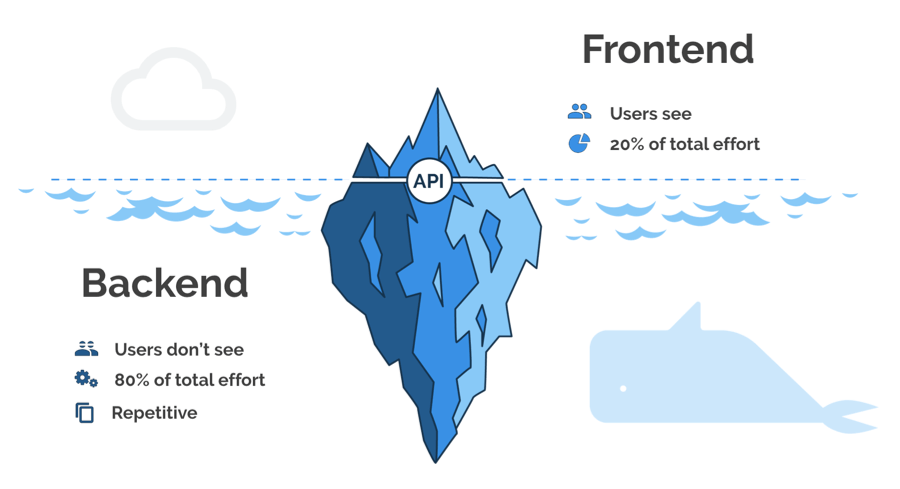 Frontend
Users see
20% of total effort
API
Backend
Users don't see
80% of total effort
Repetitive